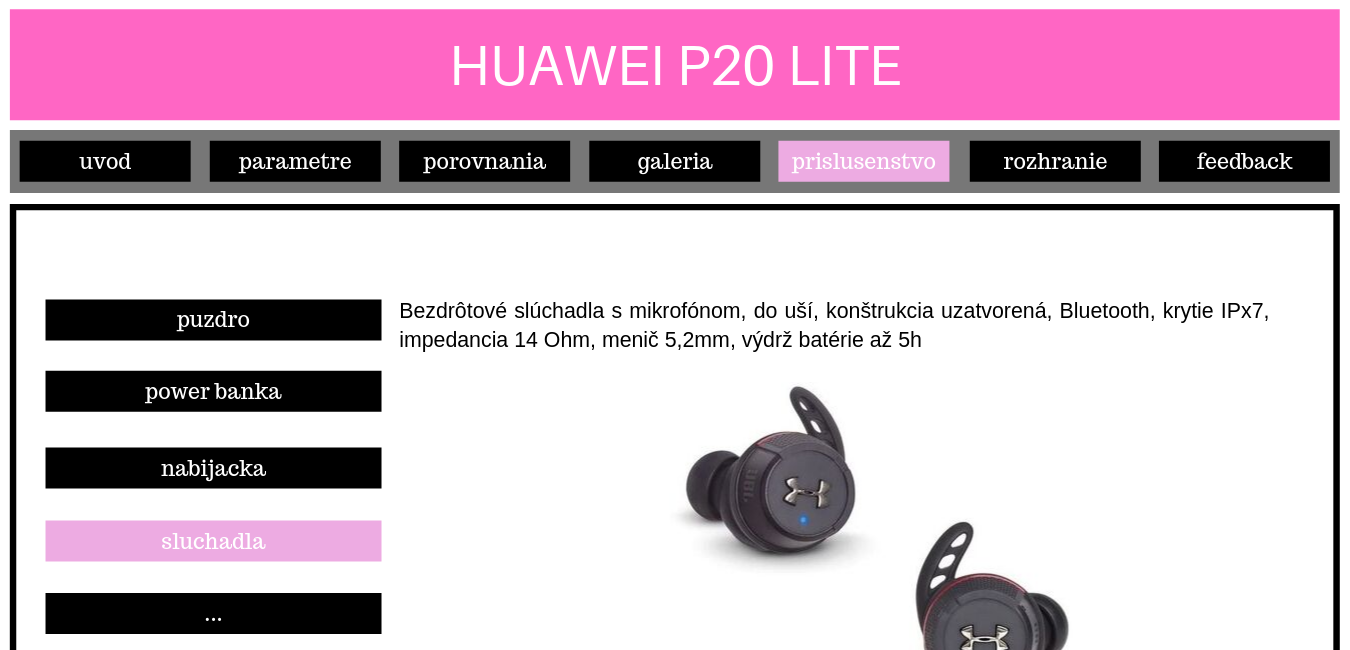 HUAWEI P20 LITE
uvod parametre porovnania galeria prislusenstvo rozhranie feedback
puzdro
Bezdrôtové slúchadla s mikrofónom, do uší, konštrukcia uzatvorená, Bluetooth, krytie IPx7,
impedancia 14 Ohm, menič 5,2mm, výdrž batérie až 5h
power banka
nabijacka
sluchadla
...
JBL